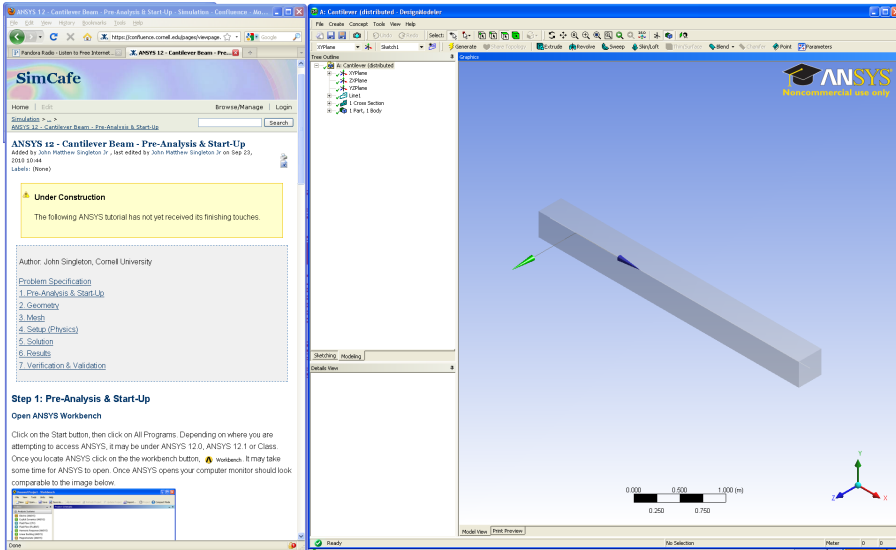 ANSYS 12 - Cantilever Beam - Pre-Analysis & Start-Up - Simulation - Confluence - Mo...
File Edit View History Bookmarks Tools Help
https://confluence.cornell.edu/pages/viewpage.
Google
Pandora Radio - Listen to Free Internet ...
ANSYS 12 - Cantilever Beam - Pre...
SimCafe
Home Edit Browse/Manage Login
Simulation > ... >
ANSYS 12 - Cantilever Beam - Pre-Analysis & Start-Up
Search
ANSYS 12 - Cantilever Beam - Pre-Analysis & Start-Up
Added by John Matthew Singleton Jr , last edited by John Matthew Singleton Jr on Sep 23,
2010 10:44
Labels: (None)
Under Construction
The following ANSYS tutorial has not yet received its finishing touches.
Author: John Singleton, Cornell University
Problem Specification
1. Pre-Analysis & Start-Up
2. Geometry
3. Mesh
4. Setup (Physics)
5. Solution
6. Results
7. Verification & Validation
Step 1: Pre-Analysis & Start-Up
Open ANSYS Workbench
Click on the Start button, then click on All Programs. Depending on where you are
attempting to access ANSYS, it may be under ANSYS 12.0, ANSYS 12.1 or Class.
Once you locate ANSYS click on the the workbench button, Workbench. It may take
some time for ANSYS to open. Once ANSYS opens your computer monitor should look
comparable to the image below.
Done
A: Cantilever (distributed - DesignModeler
File Create Concept Tools View Help
Undo Redo Select:
XYPlane Sketch1 Generate Share Topology Extrude Revolve Sweep Skin/Loft Thin/Surface Blend Chamfer Point Parameters
Tree Outline
A: Cantilever (distributed
XYPlane
ZXPlane
YZPlane
Line1
1 Cross Section
1 Part, 1 Body
Sketching Modeling
Details View
Graphics
ANSYS
Noncommercial use only
0.000 0.500 1.000 (m)
0.250 0.750
Y
Z X
Model View Print Preview
Ready No Selection Meter 0 0